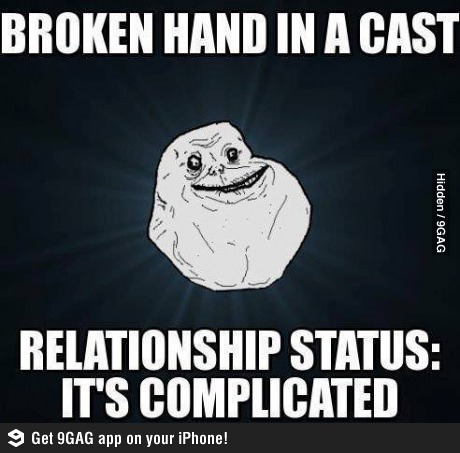 BROKEN HAND IN A CAST
Hidden / 9GAG
RELATIONSHIP STATUS:
IT'S COMPLICATED
Get 9GAG app on your iPhone!